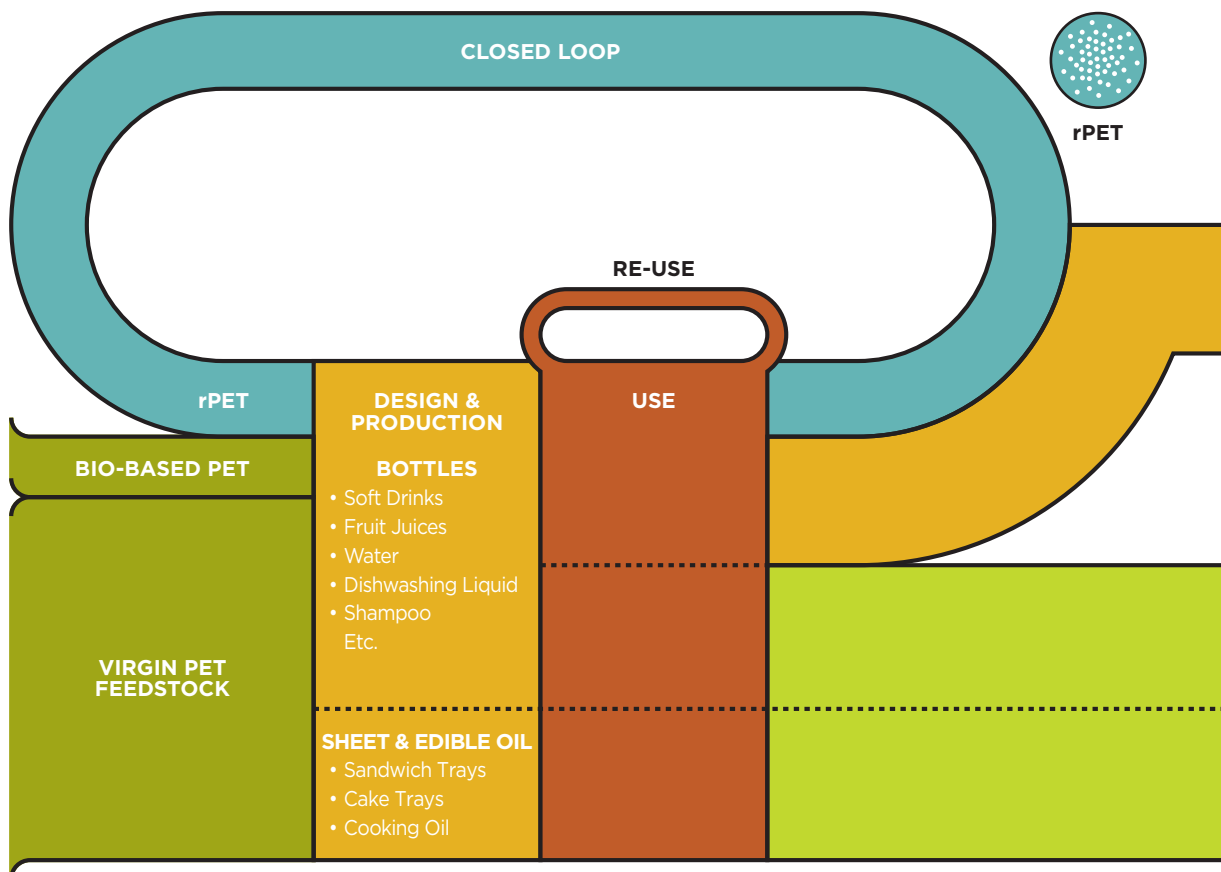 CLOSED LOOP
rPET
RE-USE
rPET
DESIGN &
PRODUCTION
USE
BIO-BASED PET
BOTTLES
• Soft Drinks
• Fruit Juices
• Water
• Dishwashing Liquid
• Shampoo
Etc.
VIRGIN PET
FEEDSTOCK
SHEET & EDIBLE OIL
• Sandwich Trays
• Cake Trays
• Cooking Oil